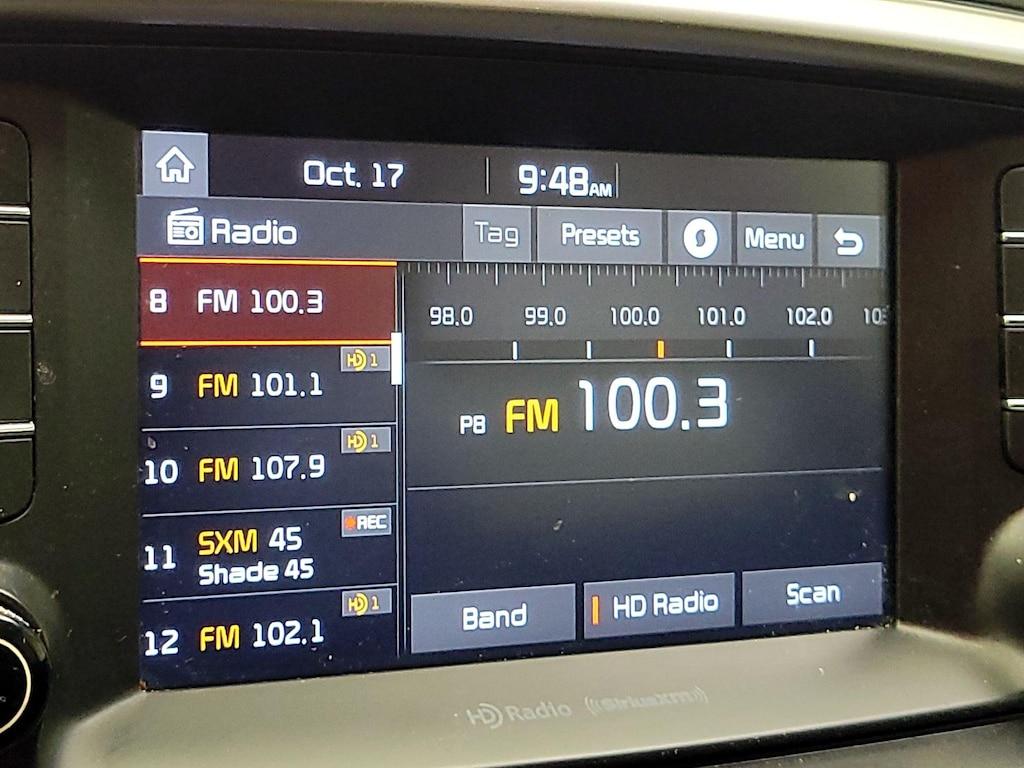 Oct. 17 9:48AM
Radio Tag Presets Menu
8 FM 100.3
HD 1
9 FM 101.1
HD 1
10 FM 107.9
REC
11 SXM 45
Shade 45
HD 1
12 FM 102.1
98.0 99.0 100.0 101.0 102.0
P8 FM 100.3
Band HD Radio Scan
HD Radio ((SiriusXM))